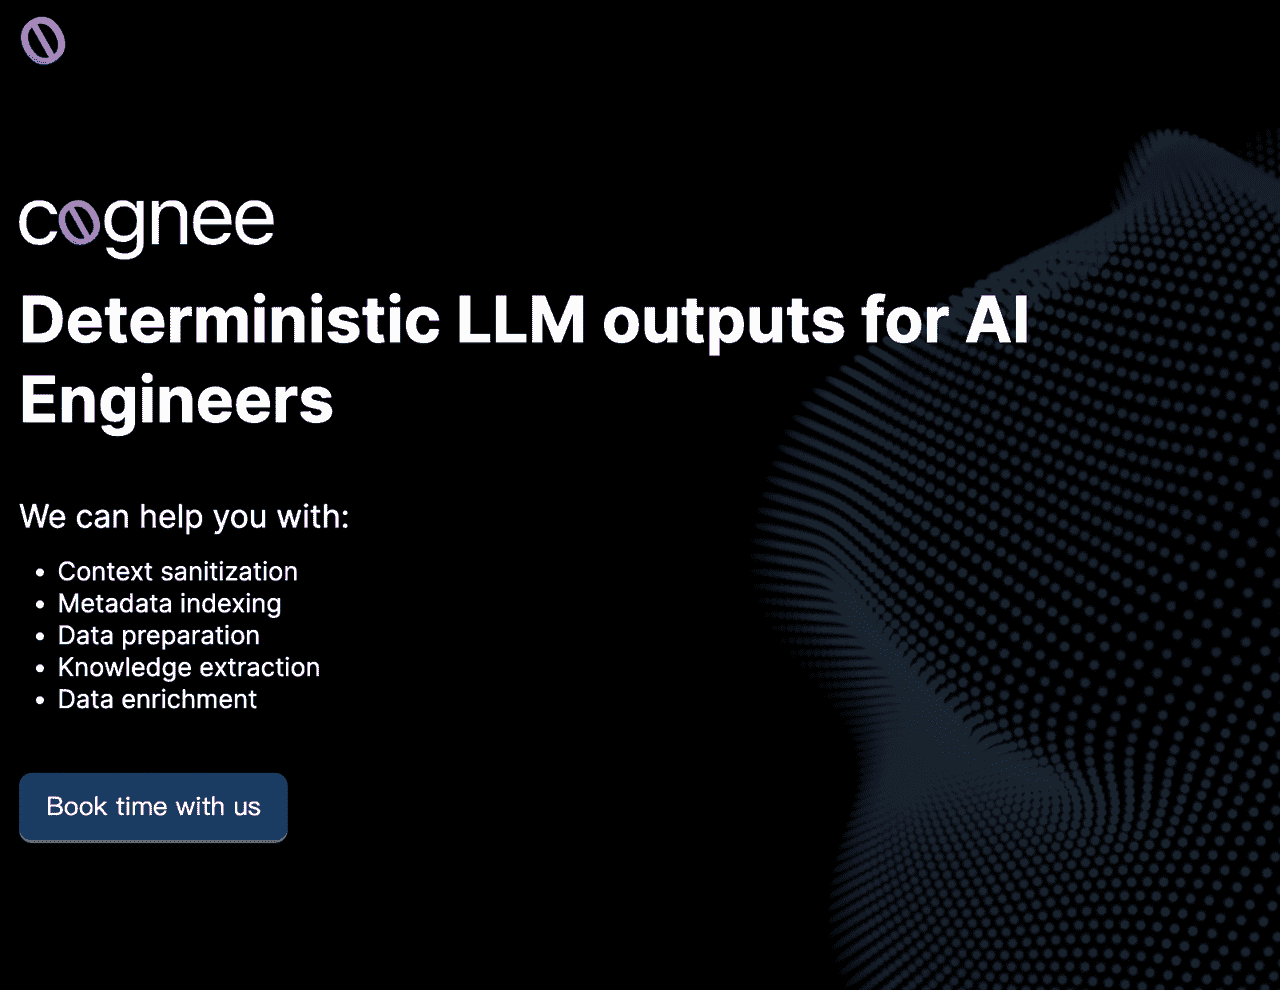 cognee
Deterministic LLM outputs for AI
Engineers
We can help you with:
• Context sanitization
• Metadata indexing
• Data preparation
• Knowledge extraction
• Data enrichment
Book time with us